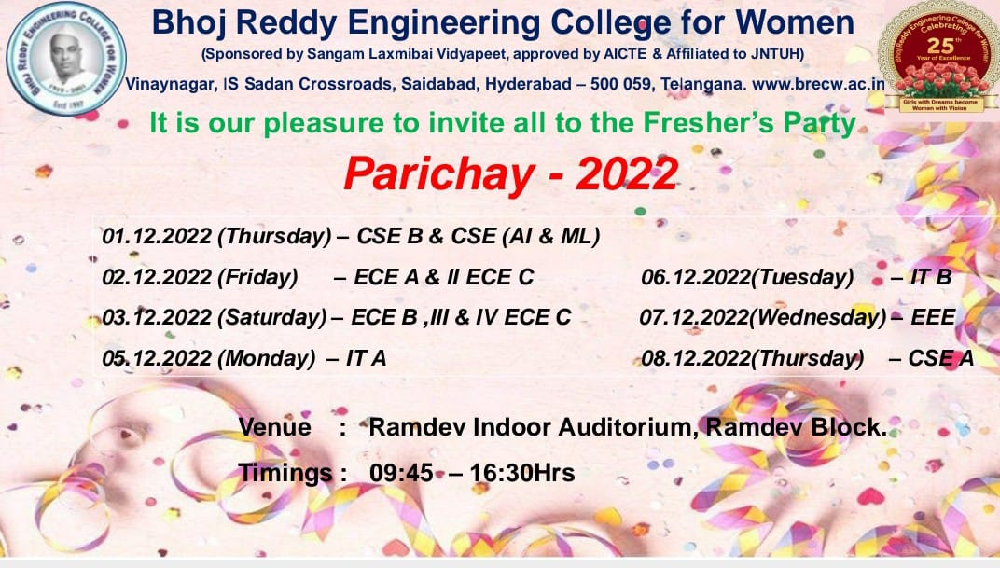 Bhoj Reddy Engineering College for Women
(Sponsored by Sangam Laxmibai Vidyapeet, approved by AICTE & Affiliated to JNTUH)
Vinaynagar, IS Sadan Crossroads, Saidabad, Hyderabad – 500 059, Telangana. www.brecw.ac.in
BHOJ REDDY ENGINEERING COLLEGE FOR WOMEN
Estd 1997
Bhoj Reddy Engineering College for Women
Celebrating
25th
Year of Excellence
Girls with Dreams become
Women with Vision
It is our pleasure to invite all to the Fresher's Party
Parichay - 2022
01.12.2022 (Thursday) – CSE B & CSE (AI & ML)
02.12.2022 (Friday) – ECE A & II ECE C
03.12.2022 (Saturday) – ECE B ,III & IV ECE C
05.12.2022 (Monday) – IT A
06.12.2022(Tuesday) – IT B
07.12.2022(Wednesday) – EEE
08.12.2022(Thursday) – CSE A
Venue : Ramdev Indoor Auditorium, Ramdev Block.
Timings : 09:45 – 16:30Hrs